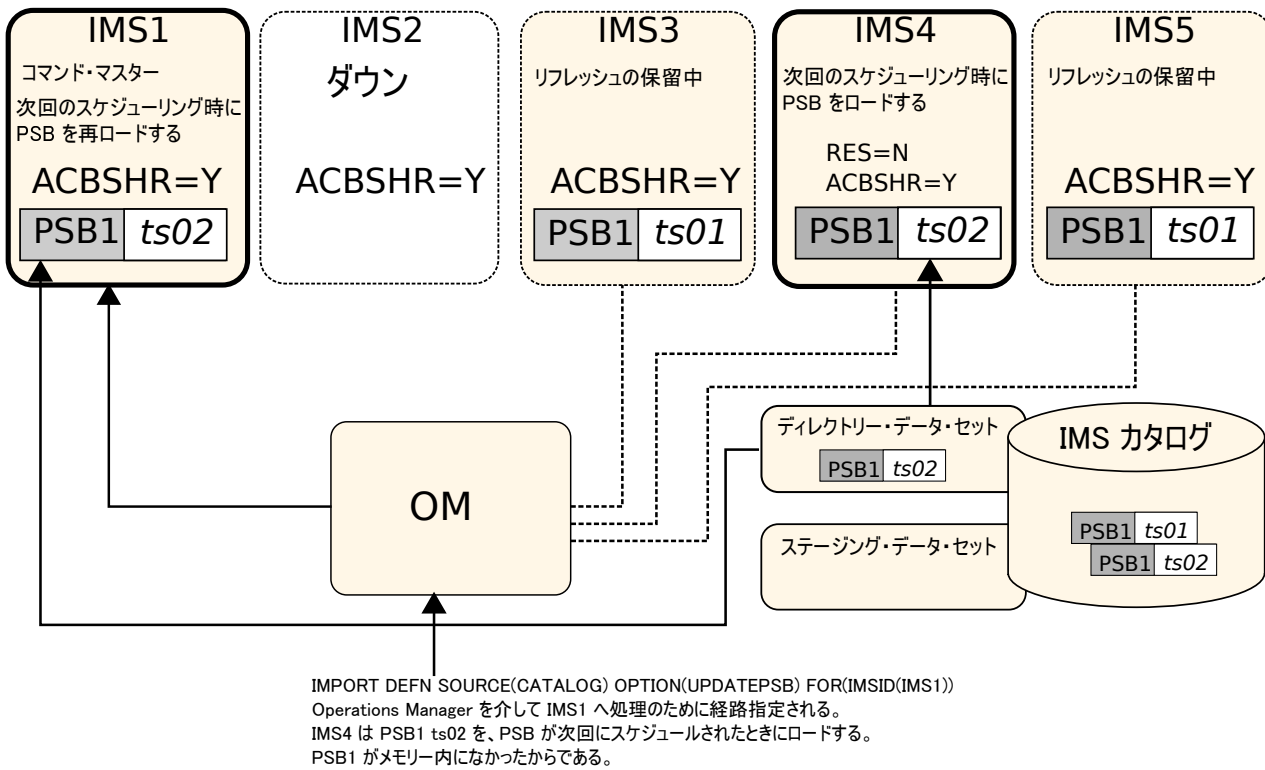 IMS1
コマンド・マスター
次回のスケジューリング時に
PSB を再ロードする
ACBSHR=Y
PSB1 ts02
IMS2
ダウン
ACBSHR=Y
IMS3
リフレッシュの保留中
ACBSHR=Y
PSB1 ts01
IMS4
次回のスケジューリング時に
PSB をロードする
RES=N
ACBSHR=Y
PSB1 ts02
IMS5
リフレッシュの保留中
ACBSHR=Y
PSB1 ts01
OM
ディレクトリー・データ・セット
PSB1 ts02
ステージング・データ・セット
IMS カタログ
PSB1 ts01
PSB1 ts02
IMPORT DEFN SOURCE(CATALOG) OPTION(UPDATEPSB) FOR(IMSID(IMS1))
Operations Manager を介して IMS1 へ処理のために経路指定される。
IMS4 は PSB1 ts02 を、PSB が次回にスケジュールされたときにロードする。
PSB1 がメモリー内になかったからである。